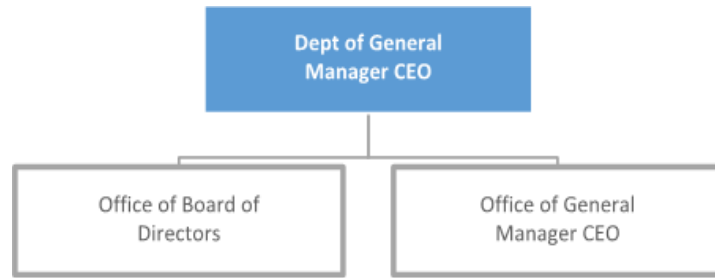 Dept of General
Manager CEO
Office of Board of
Directors
Office of General
Manager CEO